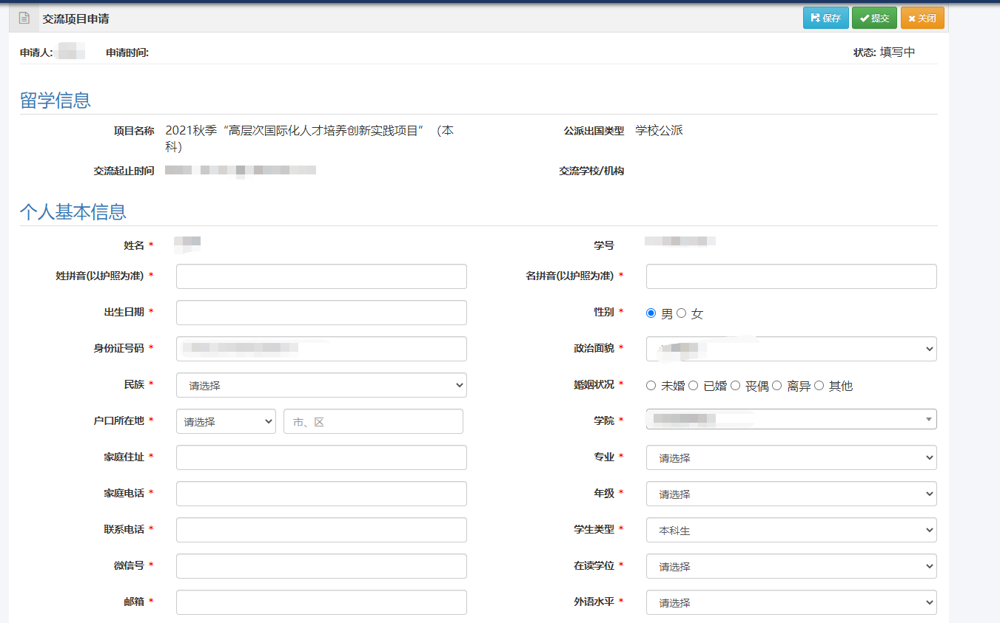 交流项目申请
保存 提交 关闭
申请人: 申请时间: 状态: 填写中
留学信息
项目名称 2021秋季“高层次国际化人才培养创新实践项目”（本科） 公派出国类型 学校公派
交流起止时间 交流学校/机构
个人基本信息
姓名 * 学号
姓拼音(以护照为准) * 名拼音(以护照为准) *
出生日期 * 性别 * 男 女
身份证号码 * 政治面貌 *
民族 * 请选择 婚姻状况 * 未婚 已婚 丧偶 离异 其他
户口所在地 * 请选择 市、区 学院 *
家庭住址 * 专业 * 请选择
家庭电话 * 年级 * 请选择
联系电话 * 学生类型 * 本科生
微信号 * 在读学位 * 请选择
邮箱 * 外语水平 * 请选择